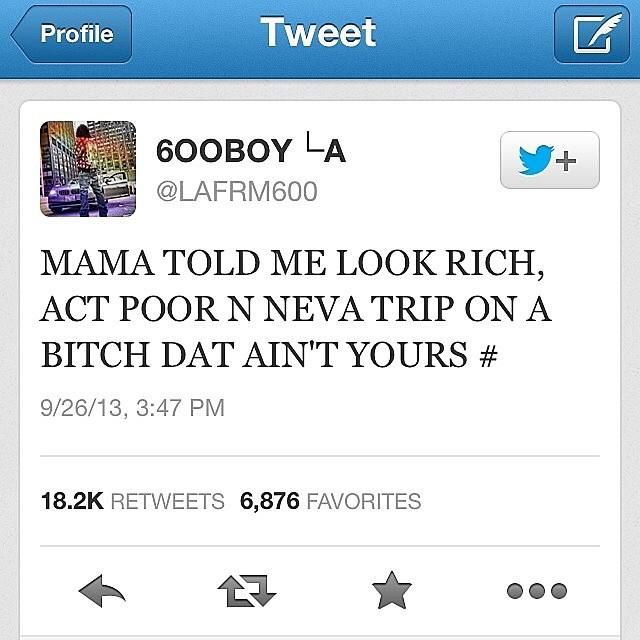 Profile
Tweet
6OOBOY └A
@LAFRM600
+
MAMA TOLD ME LOOK RICH,
ACT POOR N NEVA TRIP ON A
BITCH DAT AIN'T YOURS #
9/26/13, 3:47 PM
18.2K RETWEETS 6,876 FAVORITES